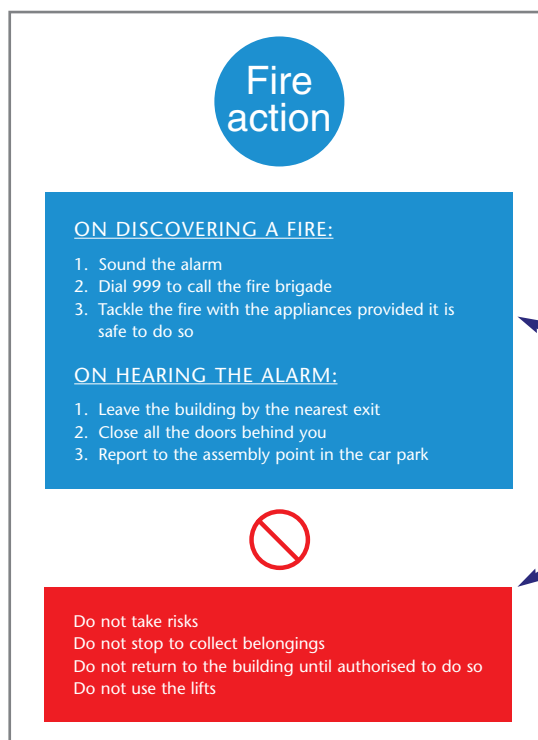 Fire
action
ON DISCOVERING A FIRE:
1. Sound the alarm
2. Dial 999 to call the fire brigade
3. Tackle the fire with the appliances provided it is
safe to do so
ON HEARING THE ALARM:
1. Leave the building by the nearest exit
2. Close all the doors behind you
3. Report to the assembly point in the car park
Do not take risks
Do not stop to collect belongings
Do not return to the building until authorised to do so
Do not use the lifts